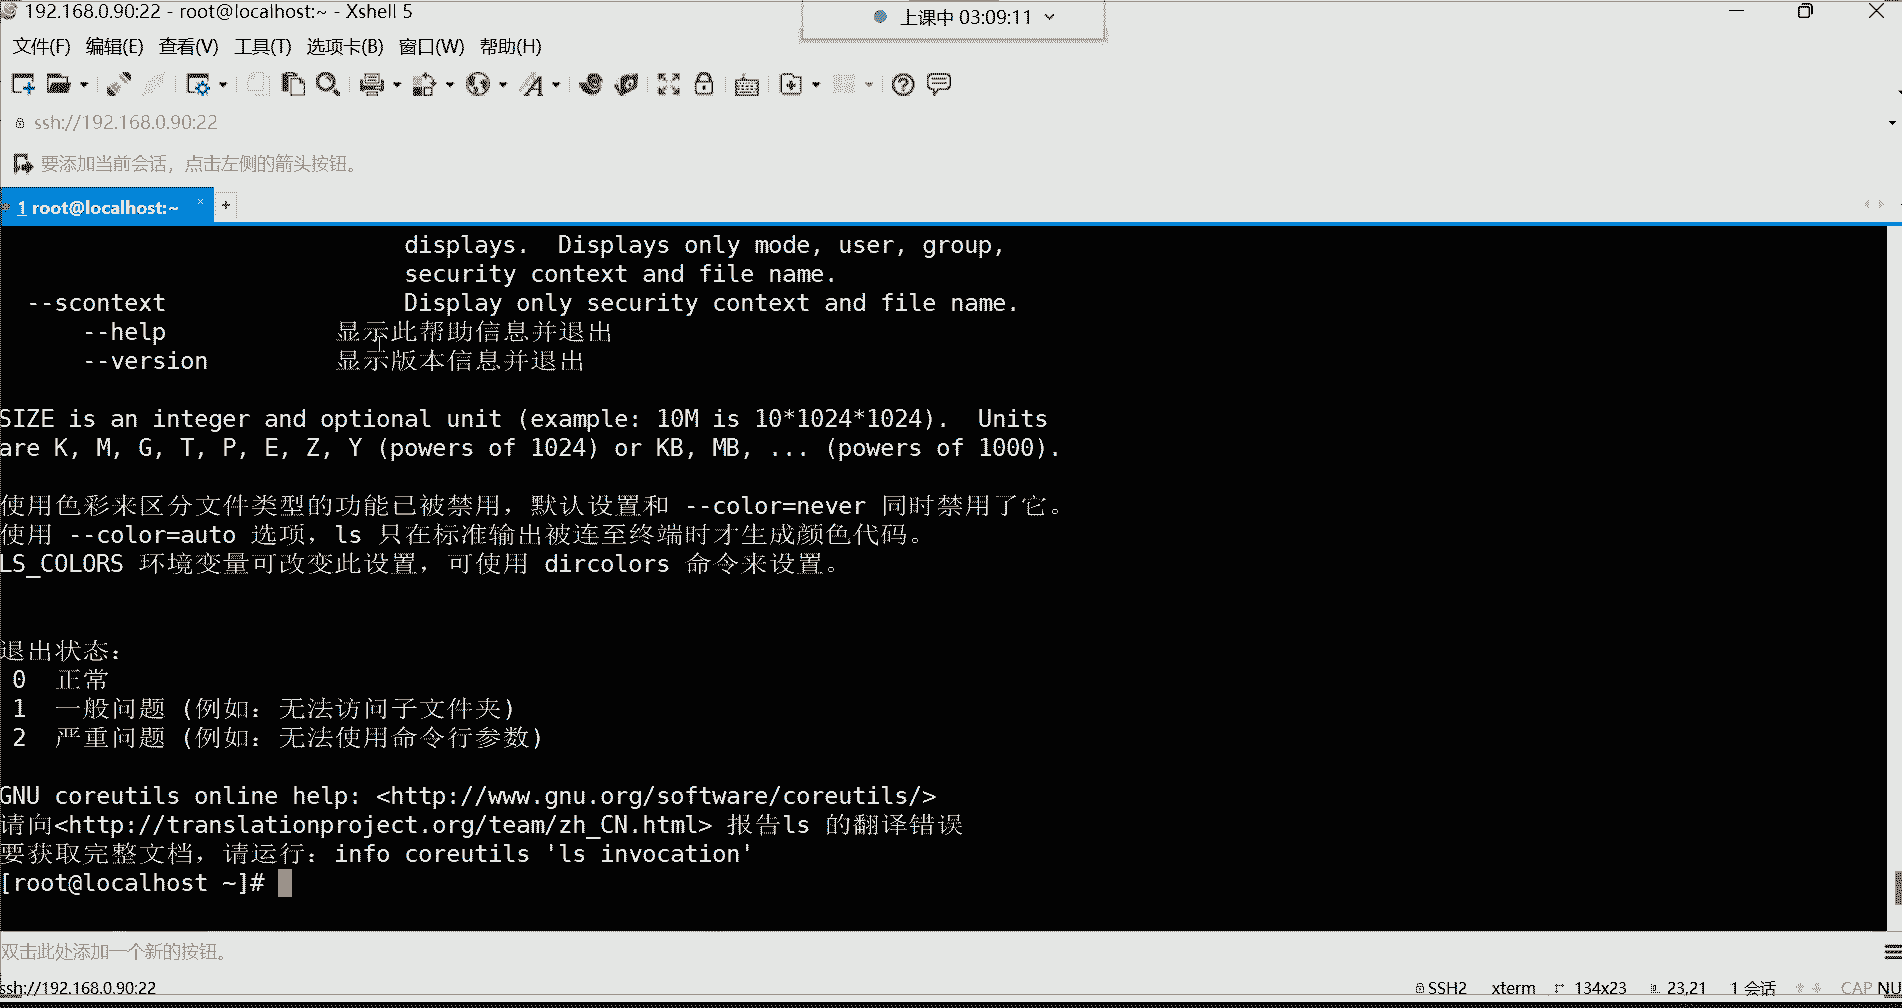 192.168.0.90:22 - root@localhost:~ - Xshell 5
上课中 03:09:11
文件(F) 编辑(E) 查看(V) 工具(T) 选项卡(B) 窗口(W) 帮助(H)
ssh://192.168.0.90:22
要添加当前会话，点击左侧的箭头按钮。
1 root@localhost:~ × +
displays.  Displays only mode, user, group,
security context and file name.
--scontext Display only security context and file name.
--help 显示此帮助信息并退出
--version 显示版本信息并退出
SIZE is an integer and optional unit (example: 10M is 10*1024*1024).  Units
are K, M, G, T, P, E, Z, Y (powers of 1024) or KB, MB, ... (powers of 1000).
使用色彩来区分文件类型的功能已被禁用，默认设置和 --color=never 同时禁用了它。
使用 --color=auto 选项，ls 只在标准输出被连至终端时才生成颜色代码。
LS_COLORS 环境变量可改变此设置，可使用 dircolors 命令来设置。
退出状态：
0 正常
1 一般问题 (例如：无法访问子文件夹)
2 严重问题 (例如：无法使用命令行参数)
GNU coreutils online help: <http://www.gnu.org/software/coreutils/>
请向<http://translationproject.org/team/zh_CN.html> 报告ls 的翻译错误
要获取完整文档，请运行：info coreutils 'ls invocation'
[root@localhost ~]#
双击此处添加一个新的按钮。
ssh://192.168.0.90:22 SSH2 xterm 134x23 23,21 1 会话 CAP NU